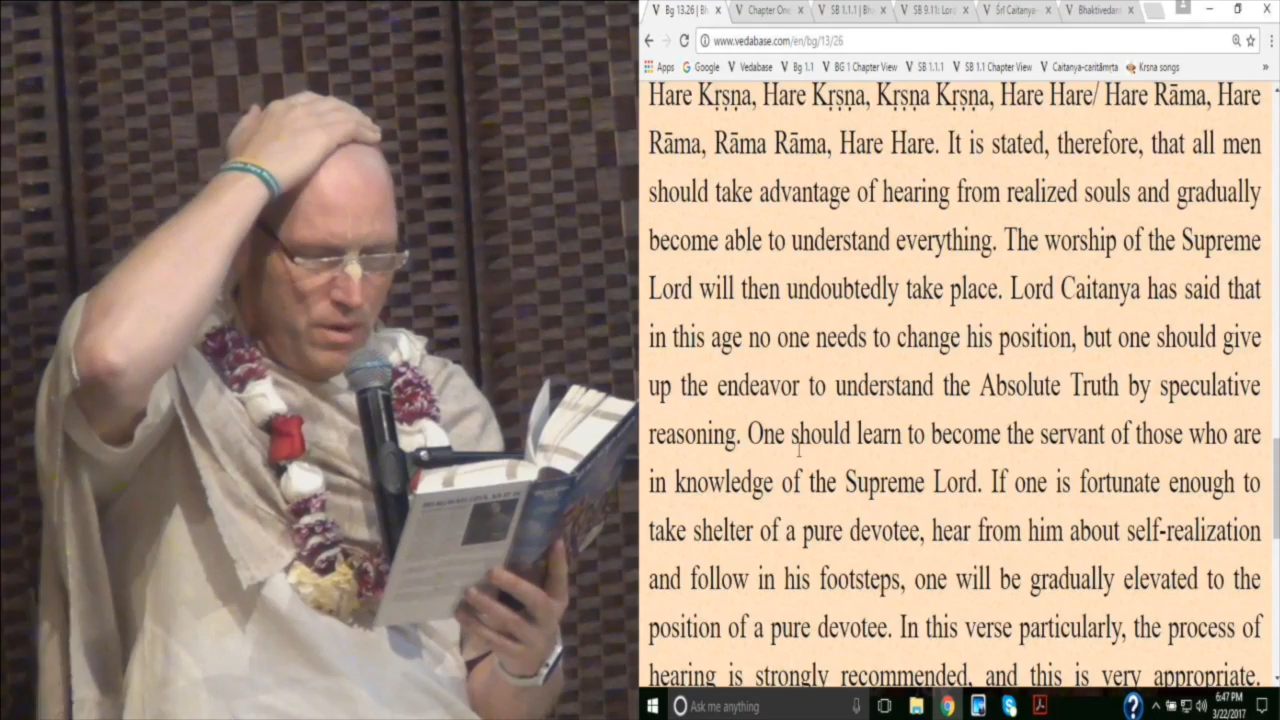 Bg 13.26 | Bh
Chapter One
SB 1.1.1 | Bha
SB 9.11: Lord
Śrī Caitanya-
Bhaktivedan
www.vedabase.com/en/bg/13/26
Apps Google Vedabase Bg 1.1 BG 1 Chapter View SB 1.1.1 SB 1.1 Chapter View Caitanya-caritāmṛta Krsna songs »
Hare Kṛṣṇa, Hare Kṛṣṇa, Kṛṣṇa Kṛṣṇa, Hare Hare/ Hare Rāma, Hare
Rāma, Rāma Rāma, Hare Hare. It is stated, therefore, that all men
should take advantage of hearing from realized souls and gradually
become able to understand everything. The worship of the Supreme
Lord will then undoubtedly take place. Lord Caitanya has said that
in this age no one needs to change his position, but one should give
up the endeavor to understand the Absolute Truth by speculative
reasoning. One should learn to become the servant of those who are
in knowledge of the Supreme Lord. If one is fortunate enough to
take shelter of a pure devotee, hear from him about self-realization
and follow in his footsteps, one will be gradually elevated to the
position of a pure devotee. In this verse particularly, the process of
hearing is strongly recommended, and this is very appropriate.
Ask me anything
6:47 PM
3/22/2017